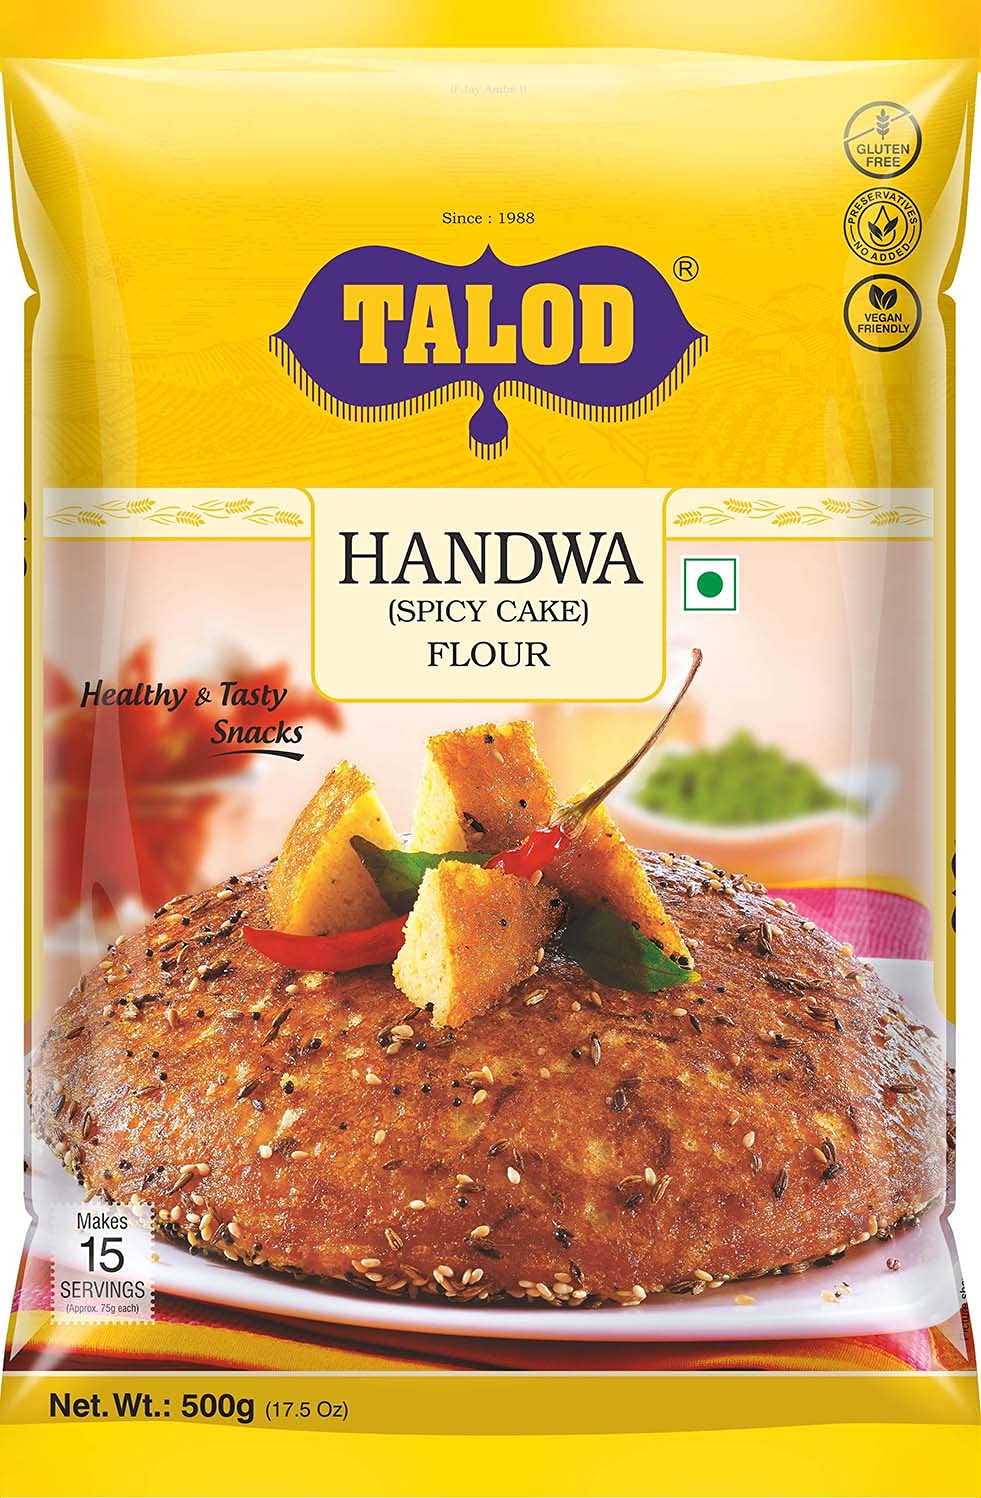 || Jay Ambe ||
Since : 1988
TALOD®
GLUTEN
FREE
PRESERVATIVES
NO ADDED
VEGAN
FRIENDLY
HANDWA
(SPICY CAKE)
FLOUR
Healthy & Tasty
Snacks
Makes
15
SERVINGS
(Approx. 75g each)
Net. Wt.: 500g (17.5 Oz)